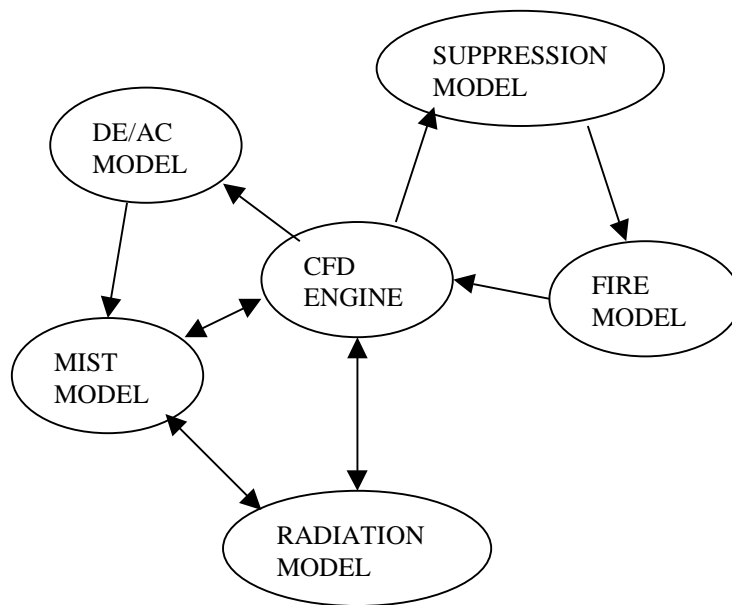 SUPPRESSION
MODEL
DE/AC
MODEL
CFD
ENGINE
FIRE
MODEL
MIST
MODEL
RADIATION
MODEL